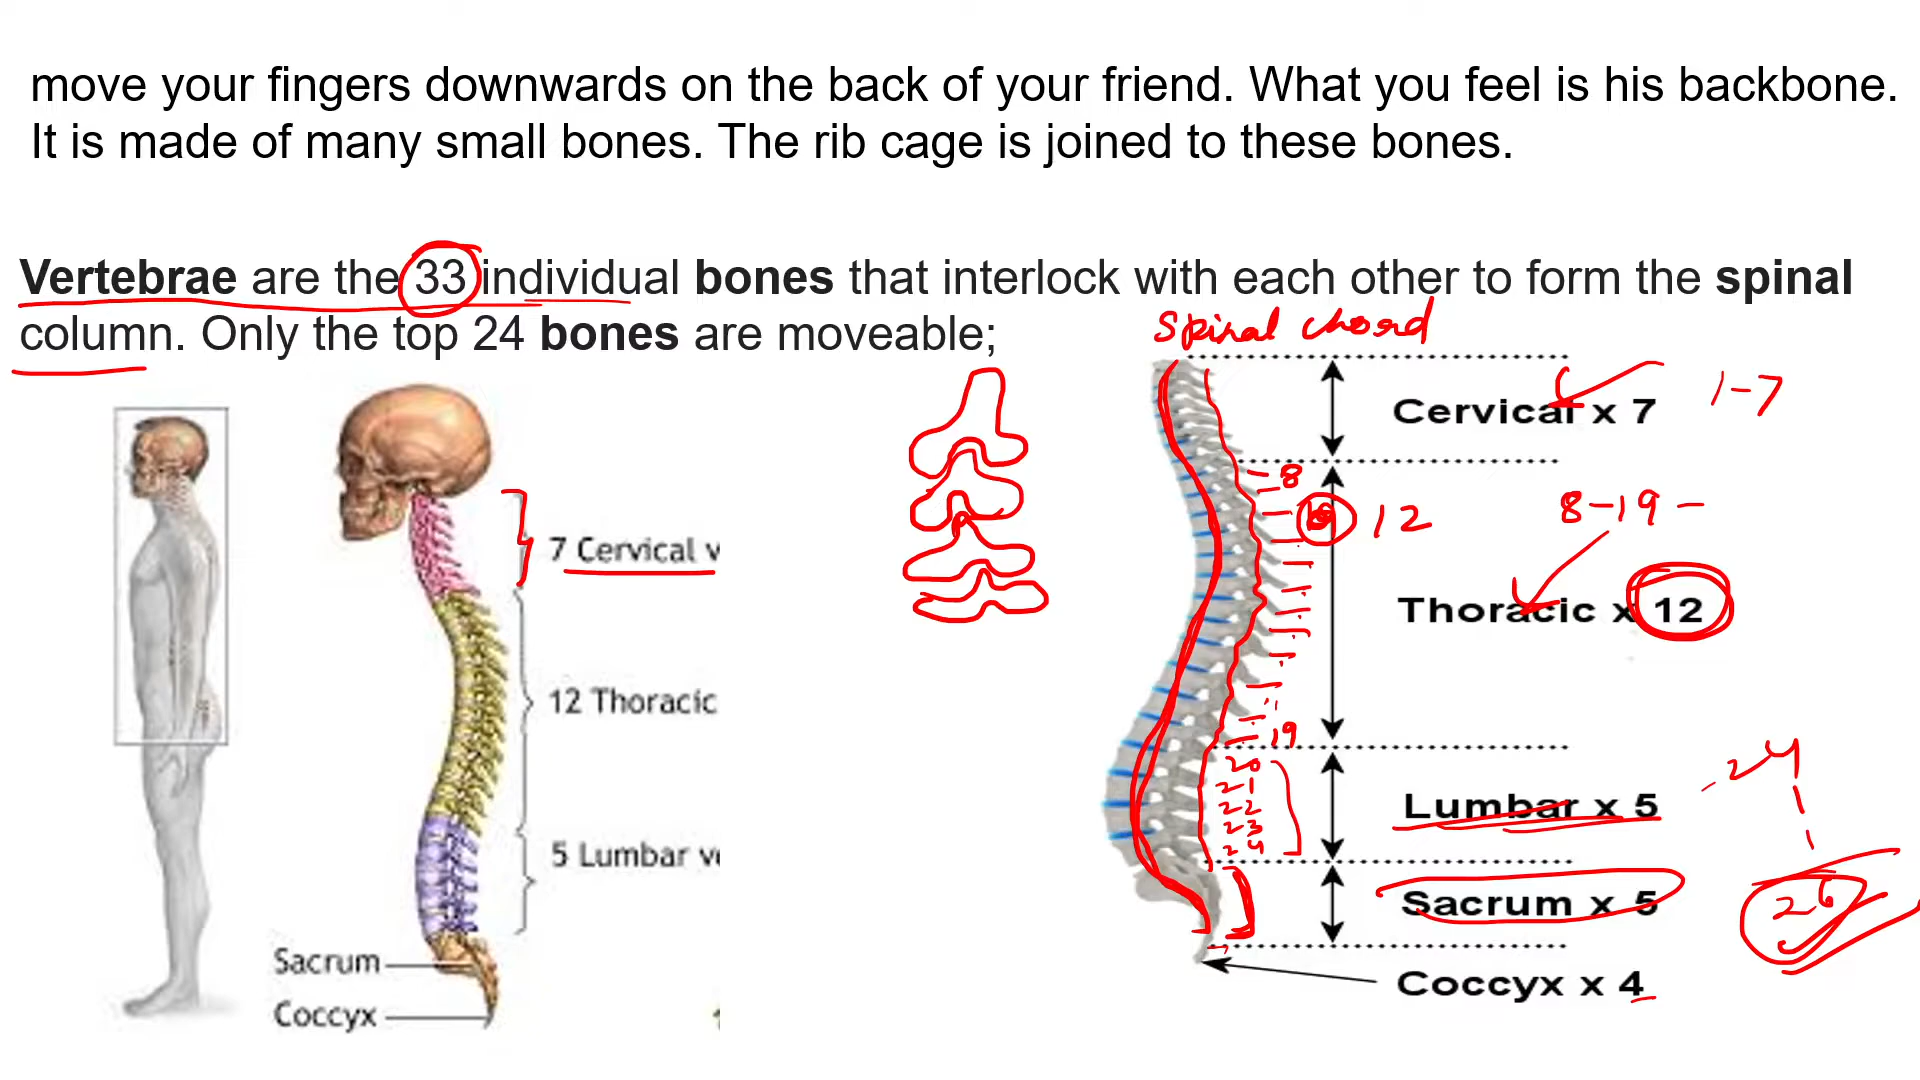 move your fingers downwards on the back of your friend. What you feel is his backbone.
It is made of many small bones. The rib cage is joined to these bones.
Vertebrae are the 33 individual bones that interlock with each other to form the spinal
column. Only the top 24 bones are moveable;
Spinal chord
Cervical x 7
1-7
8
12
8-19 -
7 Cervical v
Thoracic x 12
12 Thoracic
19
20
21
22
23
24
Lumbar x 5
24
1
1
26
5 Lumbar ve
Sacrum x 5
Sacrum
Coccyx x 4
Coccyx